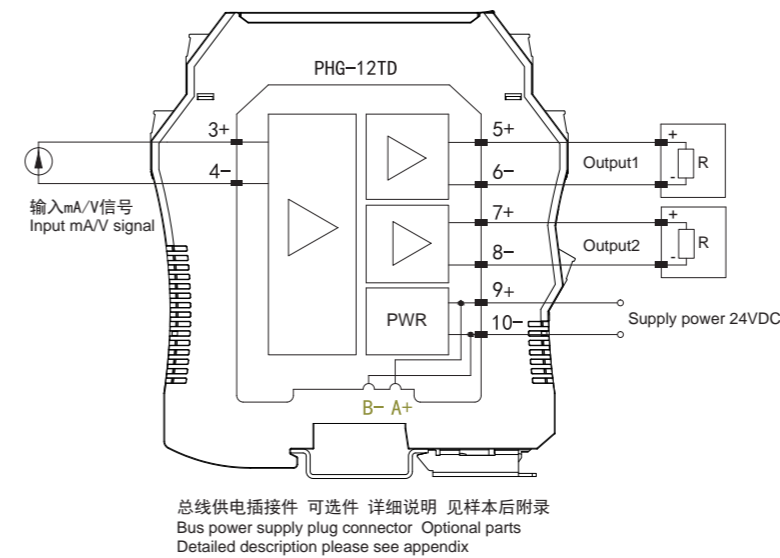 PHG-12TD
3+
4-
输入mA/V信号
Input mA/V signal
5+
6-
Output1
+
-
R
7+
8-
Output2
+
-
R
9+
10-
PWR
Supply power 24VDC
B- A+
总线供电插接件 可选件 详细说明 见样本后附录
Bus power supply plug connector Optional parts
Detailed description please see appendix